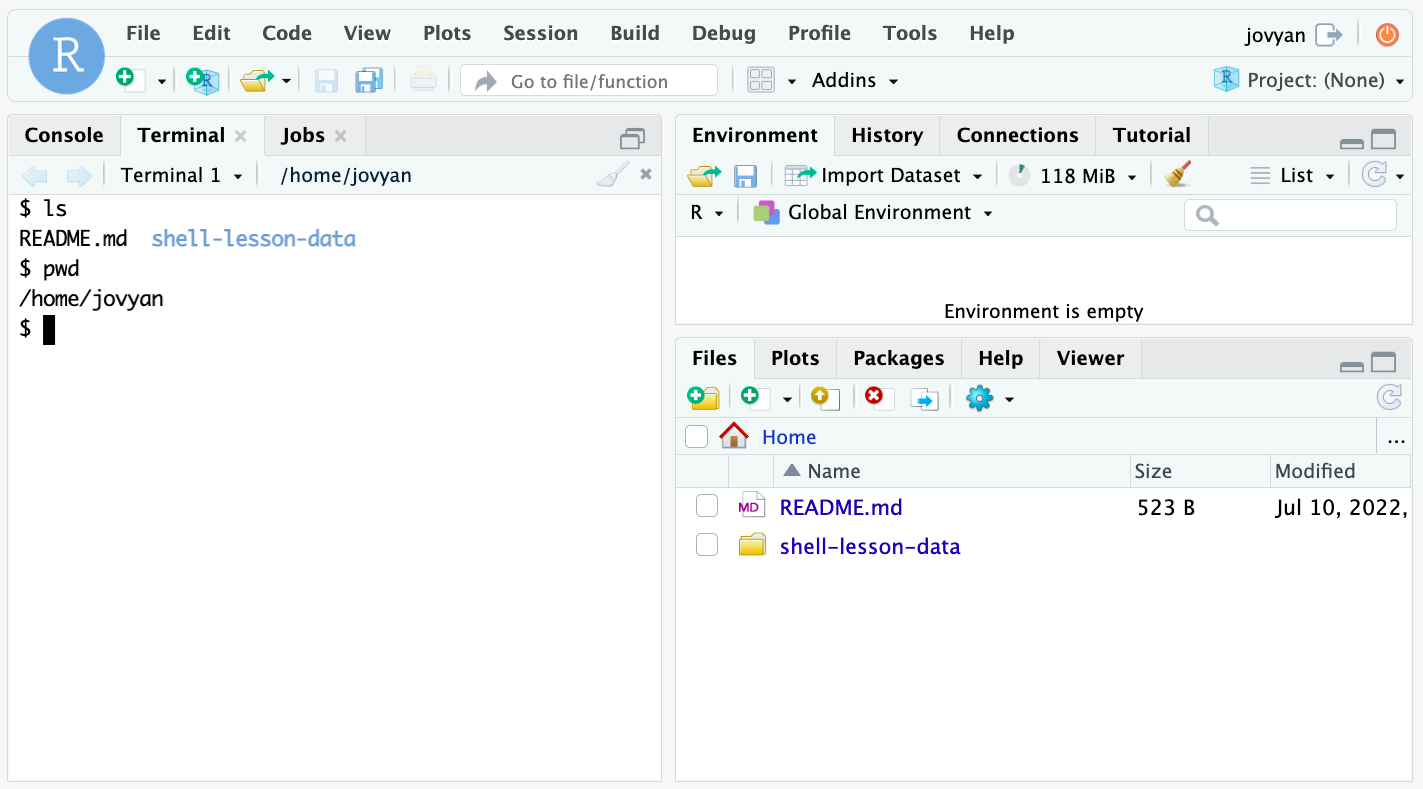 R
File Edit Code View Plots Session Build Debug Profile Tools Help
jovyan
Go to file/function
Addins
Project: (None)
Console Terminal Jobs
Terminal 1 /home/jovyan
$ ls
README.md shell-lesson-data
$ pwd
/home/jovyan
$
Environment History Connections Tutorial
Import Dataset 118 MiB List
R Global Environment
Environment is empty
Files Plots Packages Help Viewer
Home ...
Name Size Modified
MD README.md 523 B Jul 10, 2022,
shell-lesson-data